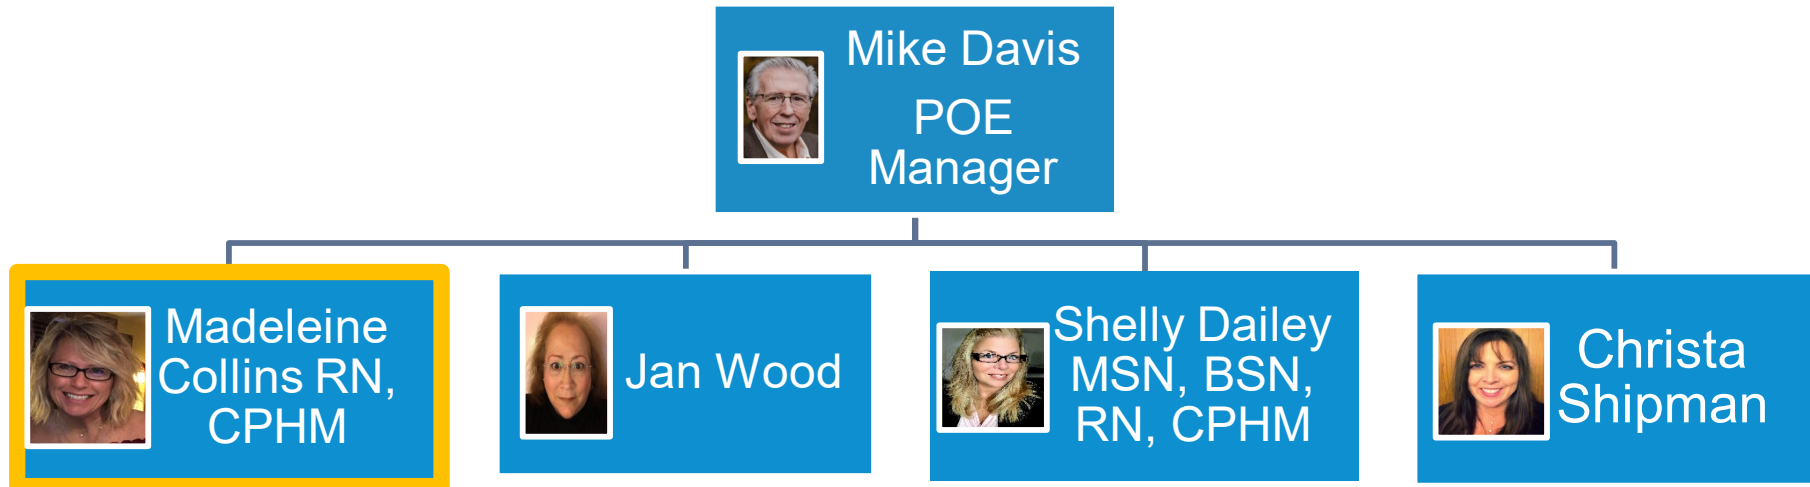 Mike Davis
POE
Manager
Madeleine
Collins RN,
CPHM
Jan Wood
Shelly Dailey
MSN, BSN,
RN, CPHM
Christa
Shipman